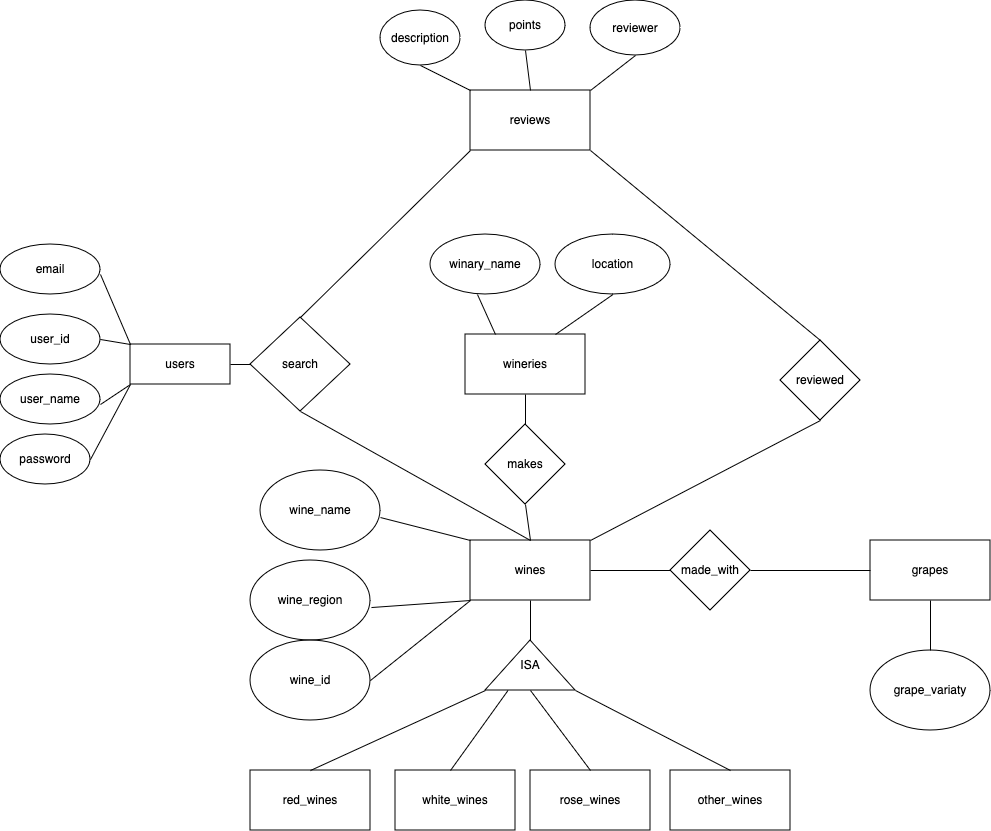 description
points
reviewer
reviews
winary_name
location
email
user_id
users
search
wineries
reviewed
user_name
password
makes
wine_name
wines
made_with
grapes
wine_region
ISA
wine_id
grape_variaty
red_wines
white_wines
rose_wines
other_wines